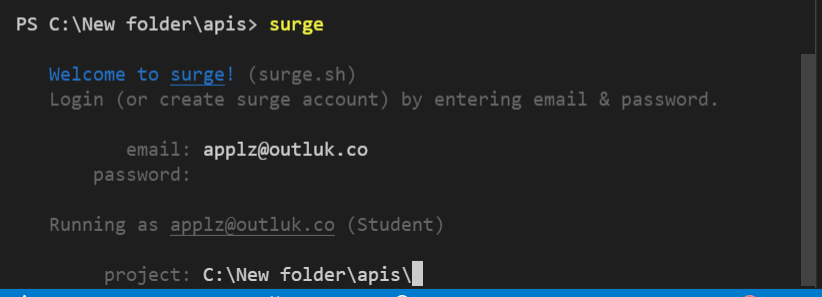 PS C:\New folder\apis> surge
Welcome to surge! (surge.sh)
Login (or create surge account) by entering email & password.
email: applz@outluk.co
password:
Running as applz@outluk.co (Student)
project: C:\New folder\apis\